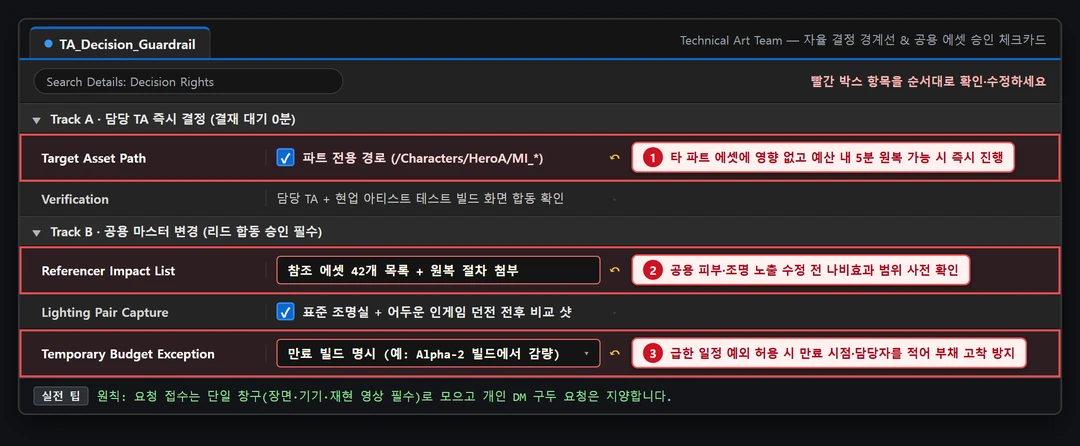 TA_Decision_Guardrail
Technical Art Team — 자율 결정 경계선 & 공용 에셋 승인 체크카드
Search Details: Decision Rights
빨간 박스 항목을 순서대로 확인·수정하세요
Track A · 담당 TA 즉시 결정 (결재 대기 0분)
Target Asset Path
파트 전용 경로 (/Characters/HeroA/MI_*)
1 타 파트 에셋에 영향 없고 예산 내 5분 원복 가능 시 즉시 진행
Verification
담당 TA + 현업 아티스트 테스트 빌드 화면 합동 확인
Track B · 공용 마스터 변경 (리드 합동 승인 필수)
Referencer Impact List
참조 에셋 42개 목록 + 원복 절차 첨부
2 공용 피부·조명 노출 수정 전 나비효과 범위 사전 확인
Lighting Pair Capture
표준 조명실 + 어두운 인게임 던전 전후 비교 샷
Temporary Budget Exception
만료 빌드 명시 (예: Alpha-2 빌드에서 감량)
3 급한 일정 예외 허용 시 만료 시점·담당자를 적어 부채 고착 방지
실전 팁
원칙: 요청 접수는 단일 창구(장면·기기·재현 영상 필수)로 모으고 개인 DM 구두 요청은 지양합니다.